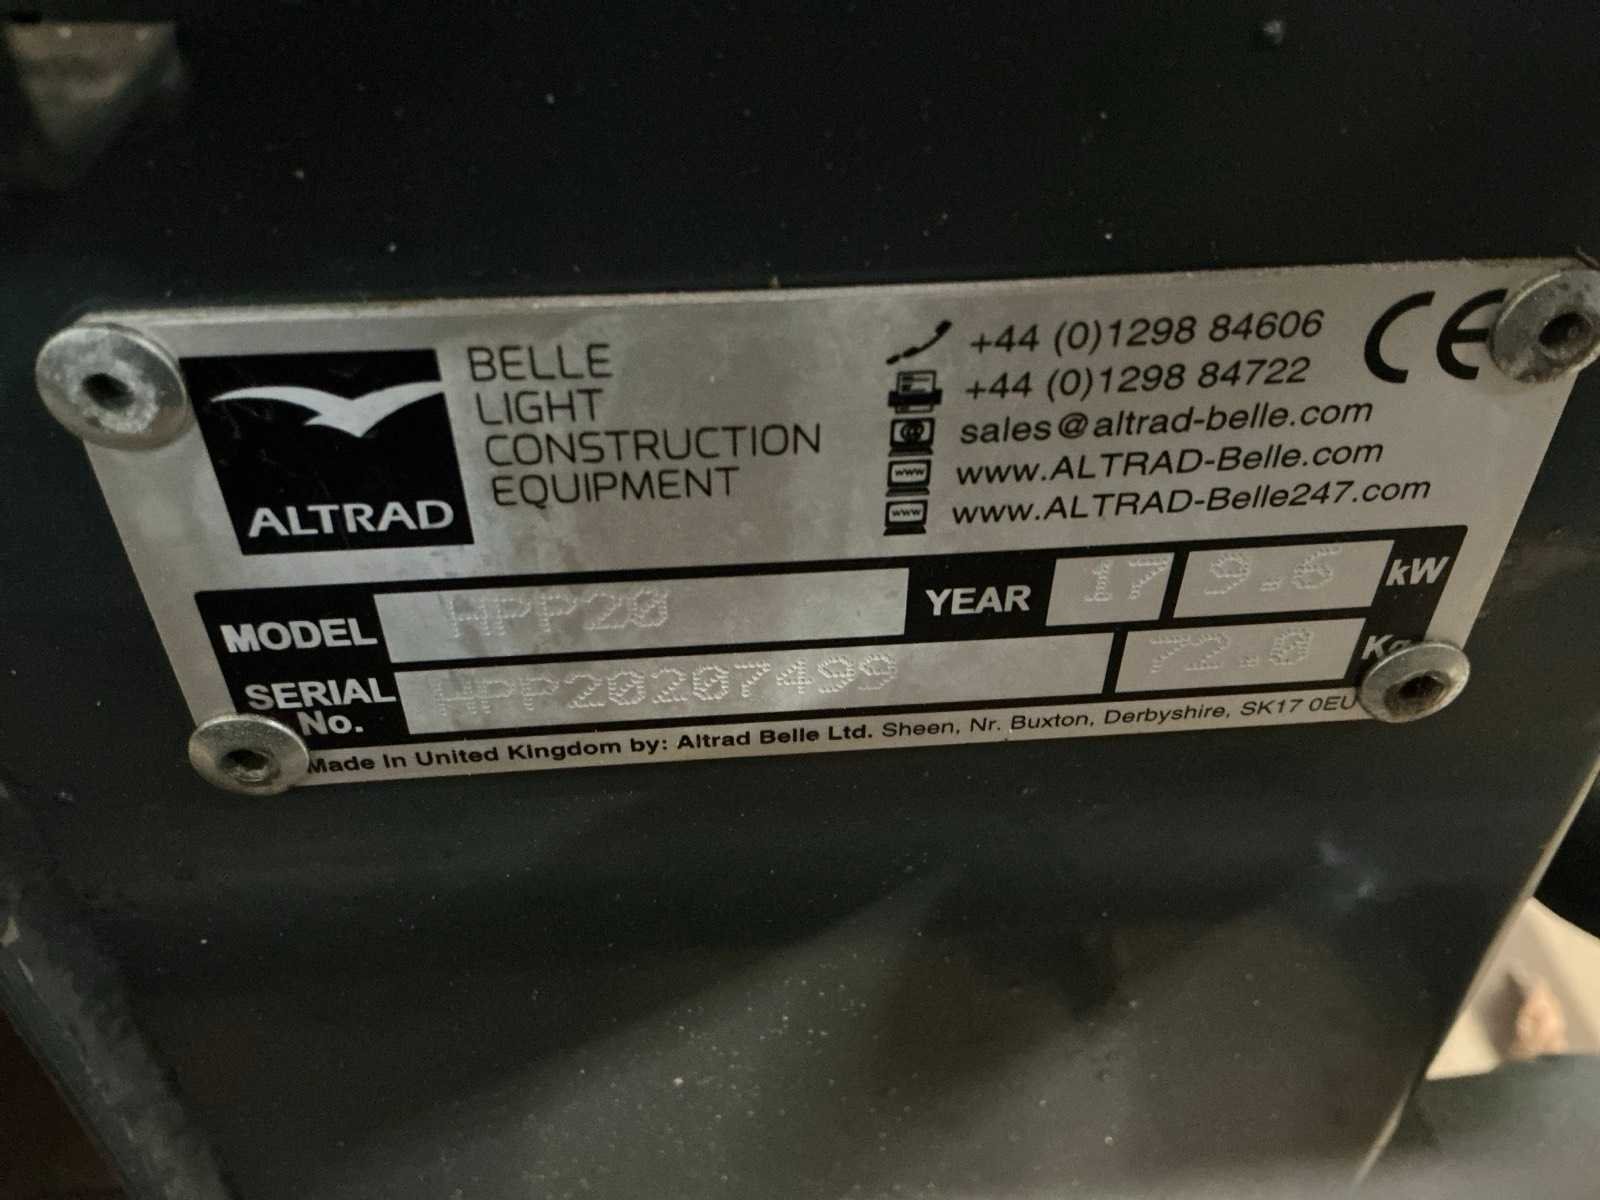 ALTRAD
BELLE
LIGHT
CONSTRUCTION
EQUIPMENT
+44 (0)1298 84606
+44 (0)1298 84722
sales@altrad-belle.com
www.ALTRAD-Belle.com
www.ALTRAD-Belle247.com
CE
MODEL HPP20 YEAR 17 9.6 kW
SERIAL No. HPP20207499 72.0 Kg
Made In United Kingdom by: Altrad Belle Ltd. Sheen, Nr. Buxton, Derbyshire, SK17 0EU